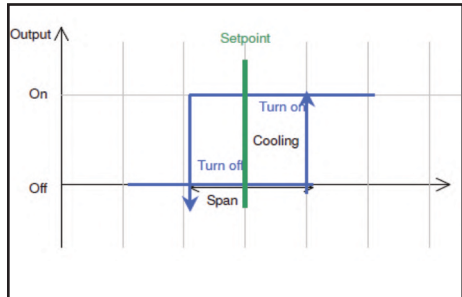 Output
Setpoint
On
Turn on
Cooling
Turn off
Off
Span